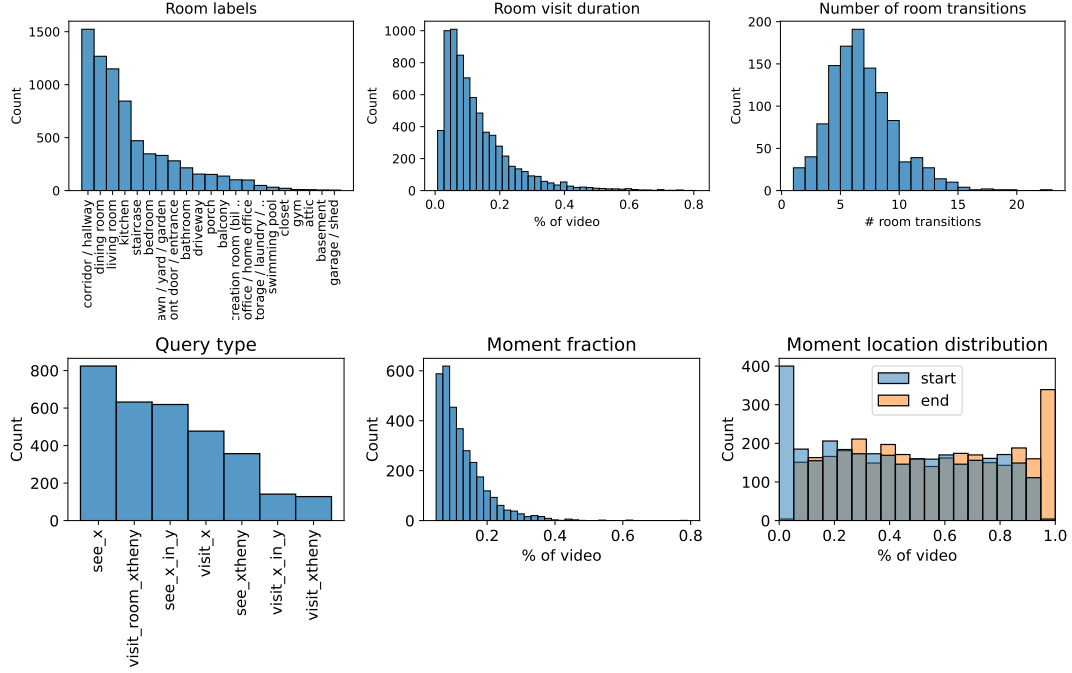 Room labels
Count
1500
1000
500
0
corridor / hallway
dining room
living room
kitchen
staircase
bedroom
awn / yard / garden
ont door / entrance
bathroom
driveway
porch
balcony
creation room (bil ..
office / home office
torage / laundry / ..
swimming pool
closet
gym
attic
basement
garage / shed
Room visit duration
Count
1000
800
600
400
200
0
0.0 0.2 0.4 0.6 0.8
% of video
Number of room transitions
Count
200
150
100
50
0
0 5 10 15 20
# room transitions
Query type
Count
800
600
400
200
0
see_x
visit_room_xtheny
see_x_in_y
visit_x
see_xtheny
visit_x_in_y
visit_xtheny
Moment fraction
Count
600
400
200
0
0.2 0.4 0.6 0.8
% of video
Moment location distribution
Count
400
300
200
100
0
start
end
0.0 0.2 0.4 0.6 0.8 1.0
% of video